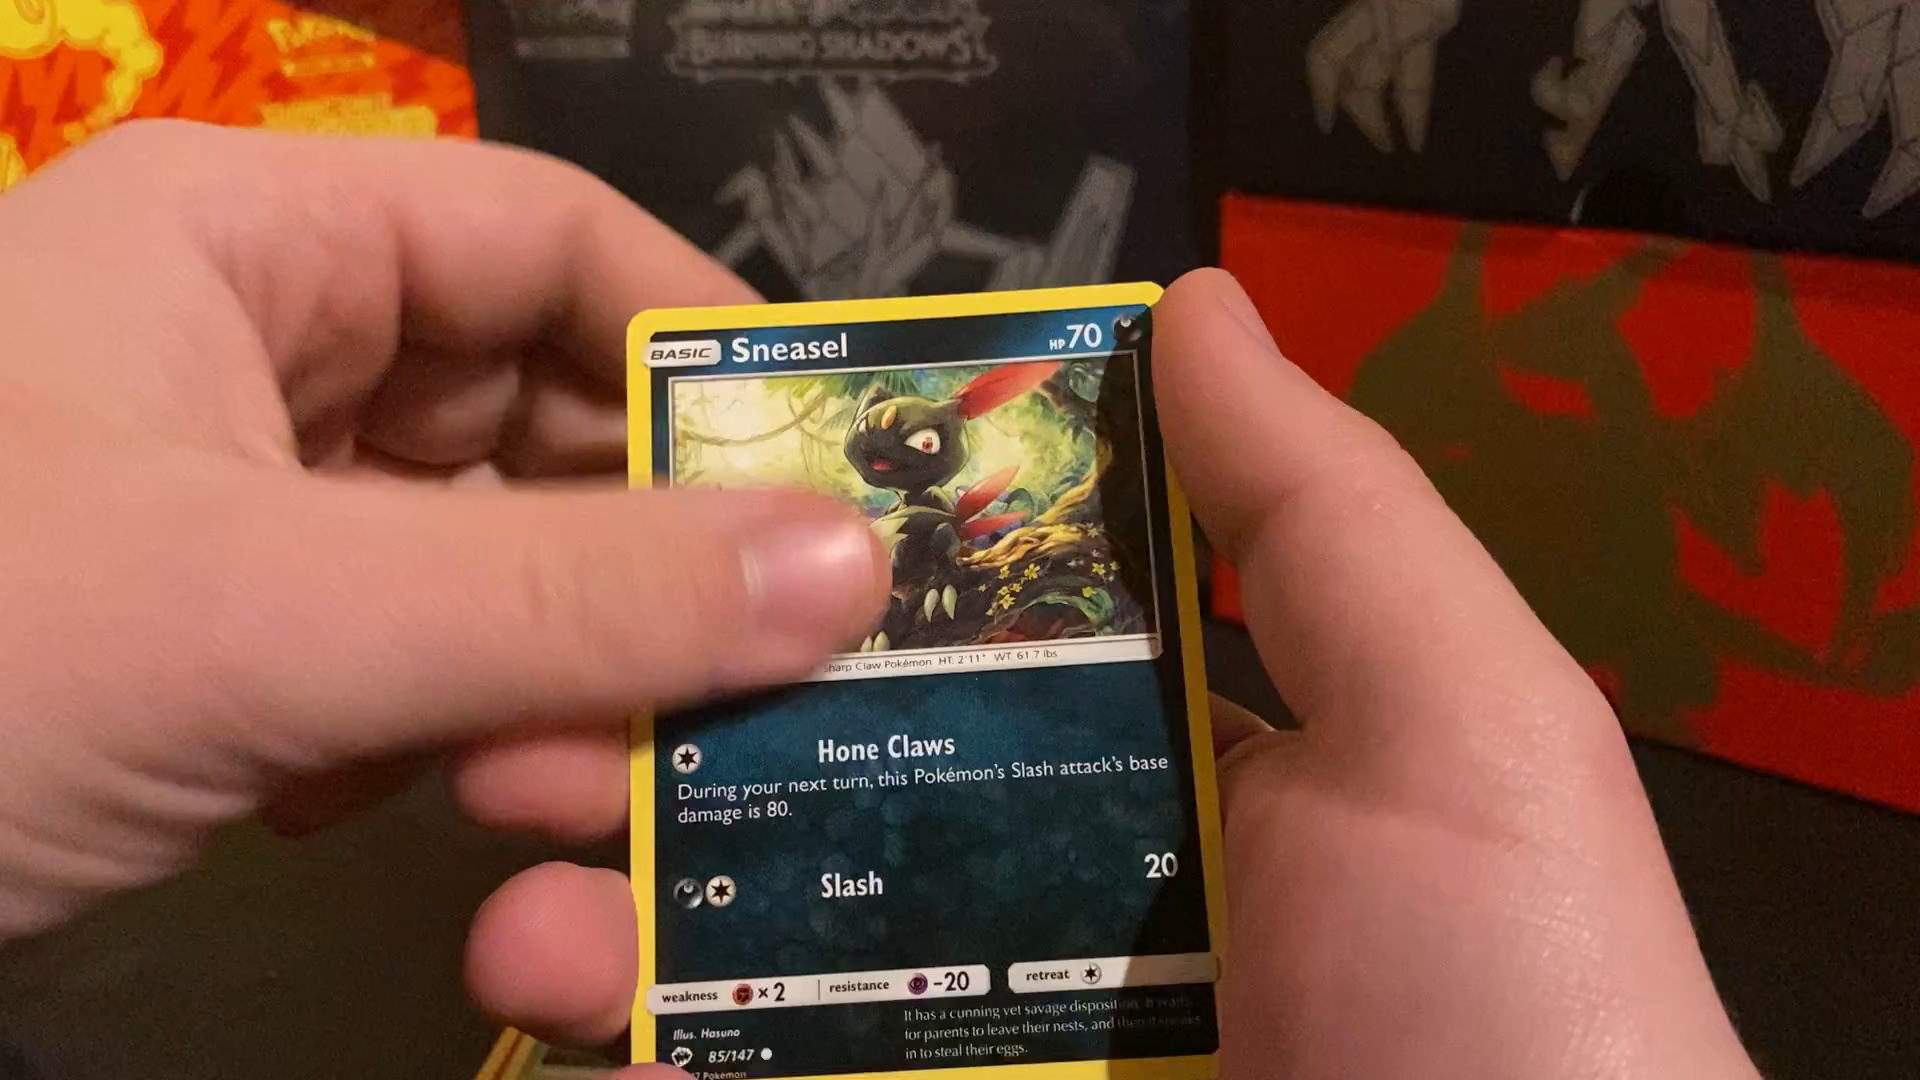 BURNING SHADOWS
BASIC Sneasel HP 70
Sharp Claw Pokémon HT: 2'11" WT: 61.7 lbs.
Hone Claws
During your next turn, this Pokémon's Slash attack's base
damage is 80.
Slash 20
weakness ×2 resistance -20 retreat
It has a cunning yet savage disposition. It waits
for parents to leave their nests, and then it sneaks
in to steal their eggs.
Illus. Hasuno
85/147
Pokémon